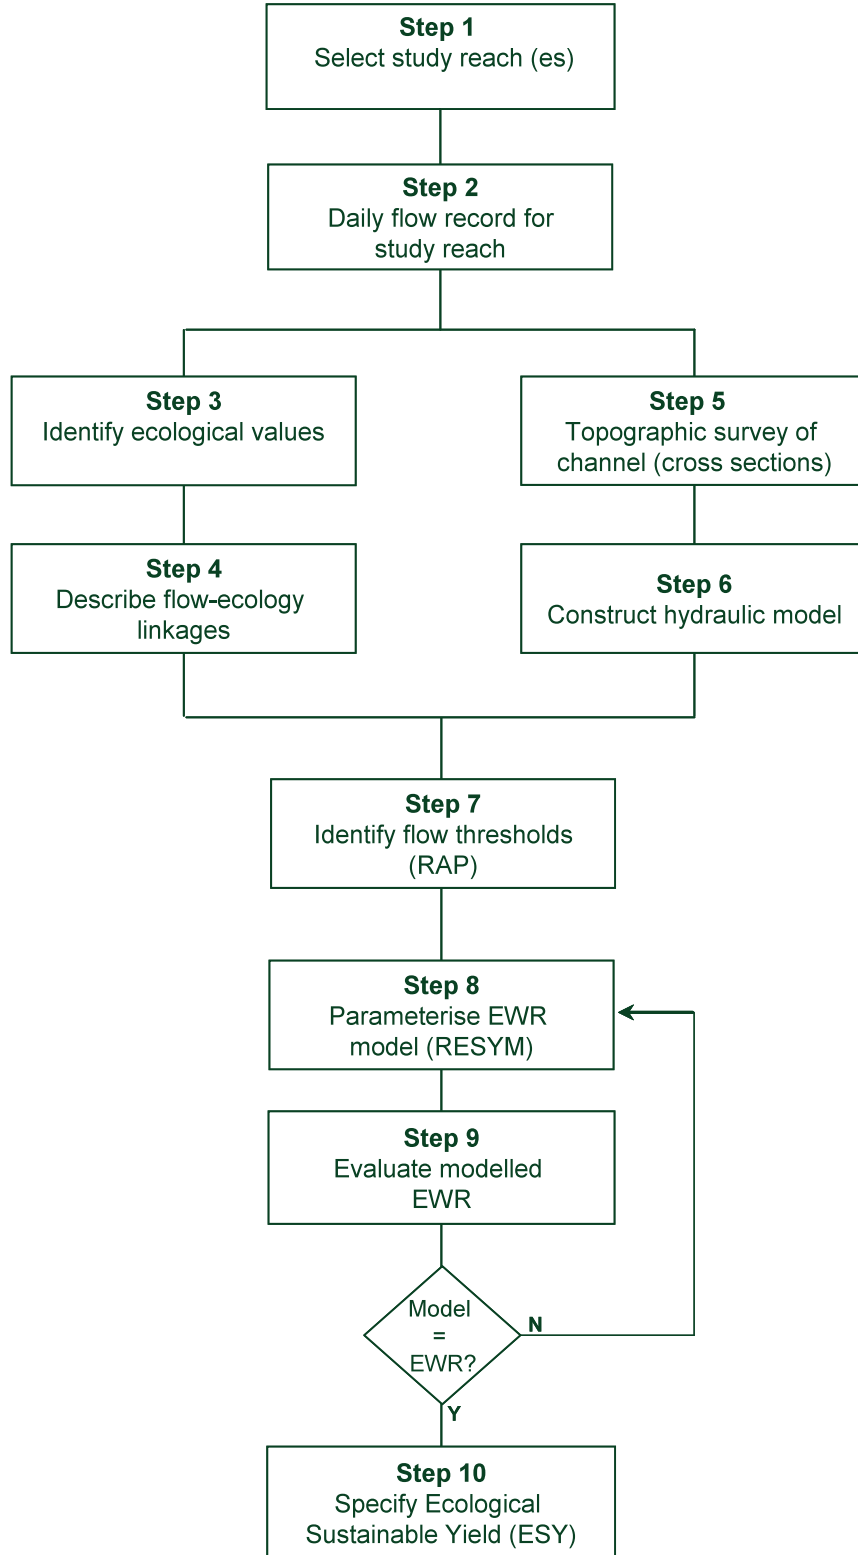 Step 1
Select study reach (es)
Step 2
Daily flow record for
study reach
Step 3
Identify ecological values
Step 4
Describe flow-ecology
linkages
Step 5
Topographic survey of
channel (cross sections)
Step 6
Construct hydraulic model
Step 7
Identify flow thresholds
(RAP)
Step 8
Parameterise EWR
model (RESYM)
Step 9
Evaluate modelled
EWR
Model
=
EWR?
N
Y
Step 10
Specify Ecological
Sustainable Yield (ESY)